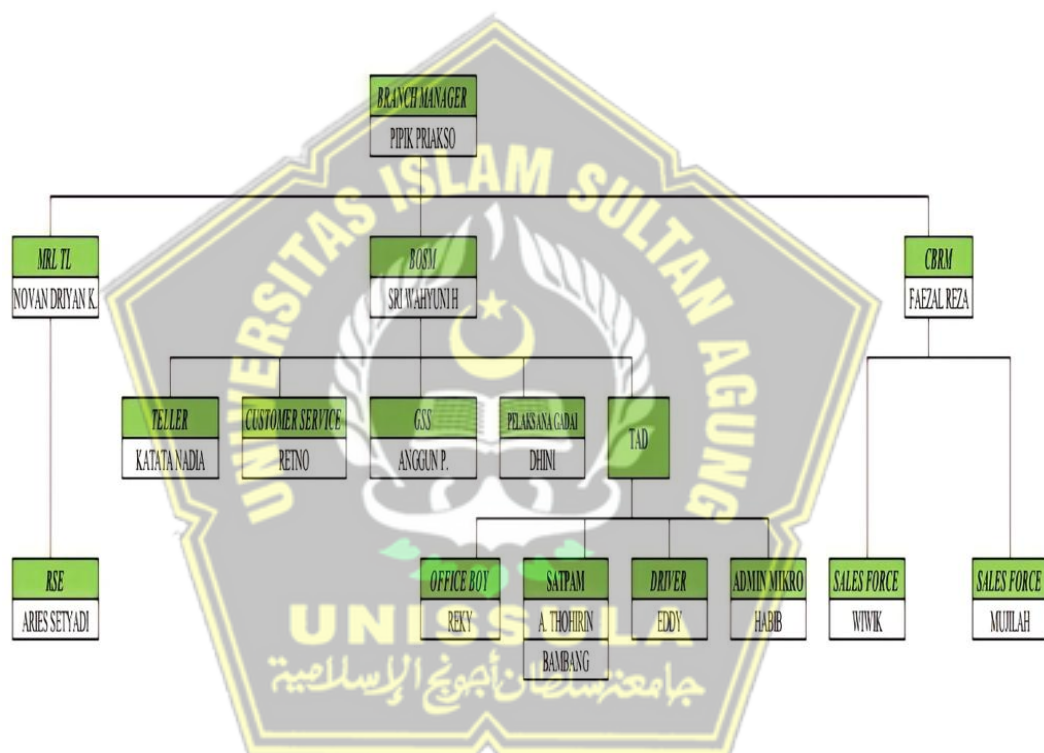 BRANCH MANAGER
PIPIK PRIAKSO
UNIVERSITAS ISLAM SULTAN AGUNG
MRL TL
NOVAN DRIYAN K.
BOSM
SRI WAHYUNI H
CBRM
FAEZAL REZA
TELLER
KATATA NADIA
CUSTOMER SERVICE
RETNO
GSS
ANGGUN P.
PELAKSANA GADAI
DHINI
TAD
RSE
ARIES SETYADI
OFFICE BOY
REKY
SATPAM
A. THOHIRIN
BAMBANG
DRIVER
EDDY
ADMIN MIKRO
HABIB
SALES FORCE
WIWIK
SALES FORCE
MUJILAH
UNISSULA
جامعة سلطان أجونج الإسلامية